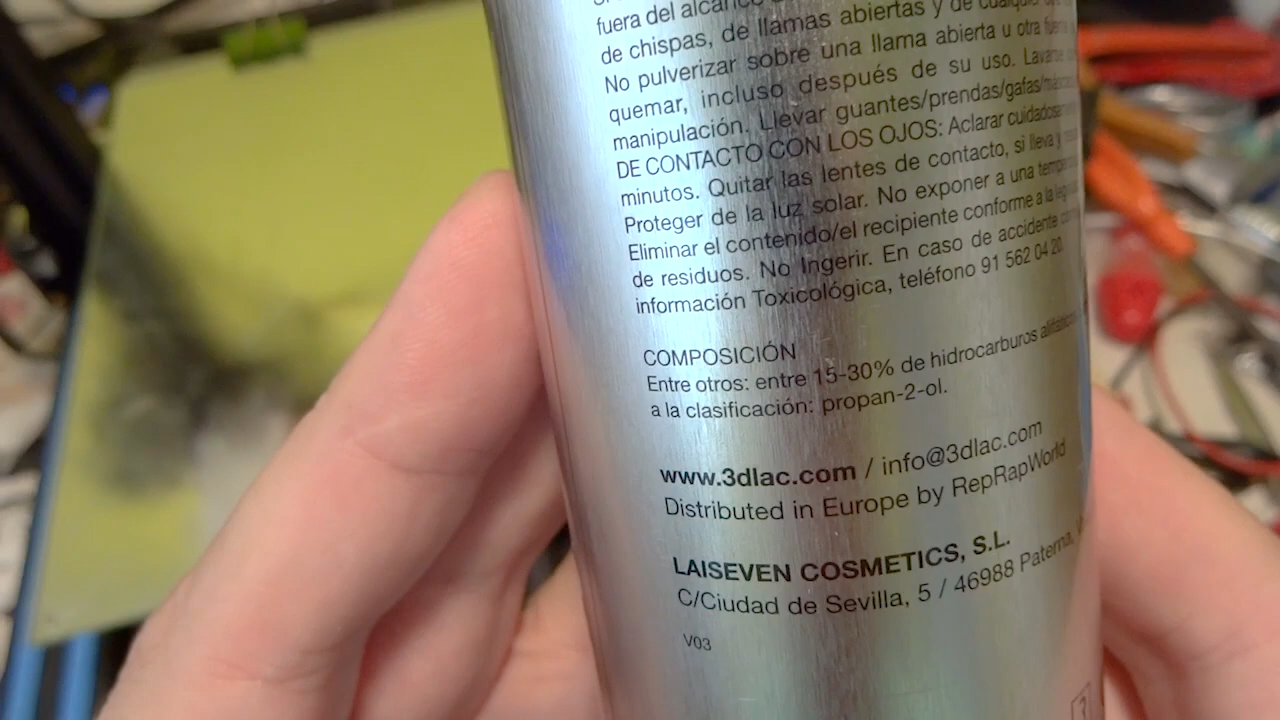 fuera del alcance
de chispas, de llamas abiertas y de cualquier
No pulverizar sobre una llama abierta u otra
quemar, incluso después de su uso.
manipulación. Llevar guantes/prendas/gafas/
DE CONTACTO CON LOS OJOS: Aclarar
minutos. Quitar las lentes de contacto, si lleva y
Proteger de la luz solar. No exponer a una
Eliminar el contenido/el recipiente conforme a la
de residuos. No Ingerir. En caso de accidente
información Toxicológica, teléfono 91 562 04 20.
COMPOSICIÓN
Entre otros: entre 15-30% de hidrocarburos
a la clasificación: propan-2-ol.
www.3dlac.com / info@3dlac.com
Distributed in Europe by RepRapWorld
LAISEVEN COSMETICS, S.L.
C/Ciudad de Sevilla, 5 / 46988 Paterna,
V03